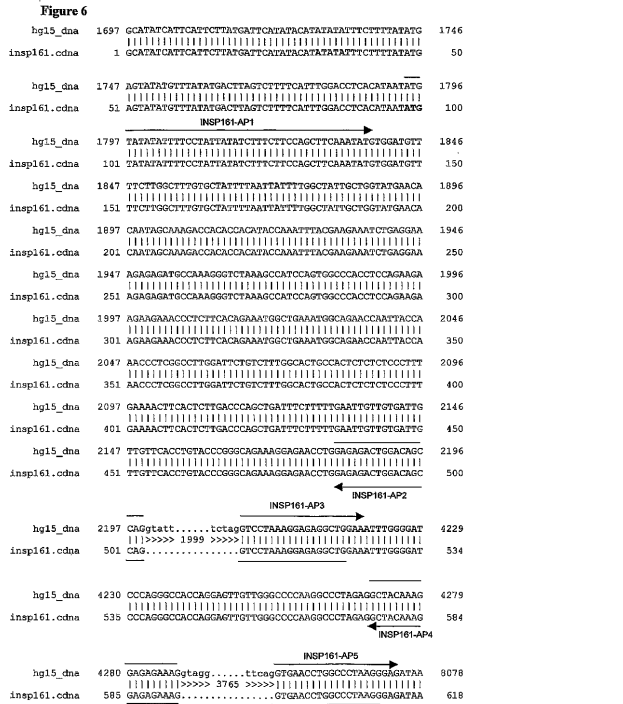 Figure 6
hg15_dna 1697 GCATATCATTCATTCTTATGATTCATATACATATATATTTCTTTTATATG 1746
insp161.cdna 1 GCATATCATTCATTCTTATGATTCATATACATATATATTTCTTTTATATG 50
hg15_dna 1747 AGTATATGTTTATATGACTTAGTCTTTTCATTTGGACCTCACATAATATG 1796
insp161.cdna 51 AGTATATGTTTATATGACTTAGTCTTTTCATTTGGACCTCACATAATATG 100
INSP161-AP1
hg15_dna 1797 TATATATTTTCCTATTATATCTTTCTTCCAGCTTCAAATATGTGGATGTT 1846
insp161.cdna 101 TATATATTTTCCTATTATATCTTTCTTCCAGCTTCAAATATGTGGATGTT 150
hg15_dna 1847 TTCTTGGCTTTGTGCTATTTTAATTATTTTGGCTATTGCTGGTATGAACA 1896
insp161.cdna 151 TTCTTGGCTTTGTGCTATTTTAATTATTTTGGCTATTGCTGGTATGAACA 200
hg15_dna 1897 CAATAGCAAAGACCACACCACATACCAAATTTACGAAGAAATCTGAGGAA 1946
insp161.cdna 201 CAATAGCAAAGACCACACCACATACCAAATTTACGAAGAAATCTGAGGAA 250
hg15_dna 1947 AGAGAGATGCCAAAGGGTCTAAAGCCATCCAGTGGCCCACCTCCAGAAGA 1996
insp161.cdna 251 AGAGAGATGCCAAAGGGTCTAAAGCCATCCAGTGGCCCACCTCCAGAAGA 300
hg15_dna 1997 AGAAGAAACCCTCTTCACAGAAATGGCTGAAATGGCAGAACCAATTACCA 2046
insp161.cdna 301 AGAAGAAACCCTCTTCACAGAAATGGCTGAAATGGCAGAACCAATTACCA 350
hg15_dna 2047 AACCCTCGGCCTTGGATTCTGTCTTTGGCACTGCCACTCTCTCTCCCTTT 2096
insp161.cdna 351 AACCCTCGGCCTTGGATTCTGTCTTTGGCACTGCCACTCTCTCTCCCTTT 400
hg15_dna 2097 GAAAACTTCACTCTTGACCCAGCTGATTTCTTTTTGAATTGTTGTGATTG 2146
insp161.cdna 401 GAAAACTTCACTCTTGACCCAGCTGATTTCTTTTTGAATTGTTGTGATTG 450
hg15_dna 2147 TTGTTCACCTGTACCCGGGCAGAAAGGAGAACCTGGAGAGACTGGACAGC 2196
insp161.cdna 451 TTGTTCACCTGTACCCGGGCAGAAAGGAGAACCTGGAGAGACTGGACAGC 500
INSP161-AP2
INSP161-AP3
hg15_dna 2197 CAGgtatt......tctagGTCCTAAAGGAGAGGCTGGAAATTTGGGGAT 4229
>>>>> 1999 >>>>>
insp161.cdna 501 CAG................GTCCTAAAGGAGAGGCTGGAAATTTGGGGAT 534
hg15_dna 4230 CCCAGGGCCACCAGGAGTTGTTGGGCCCCAAGGCCCTAGAGGCTACAAAG 4279
insp161.cdna 535 CCCAGGGCCACCAGGAGTTGTTGGGCCCCAAGGCCCTAGAGGCTACAAAG 584
INSP161-AP4
INSP161-AP5
hg15_dna 4280 GAGAGAAAGgtagg......ttcagGTGAACCTGGCCCTAAGGGAGATAA 8078
>>>>> 3765 >>>>>
insp161.cdna 585 GAGAGAAAG................GTGAACCTGGCCCTAAGGGAGATAA 618